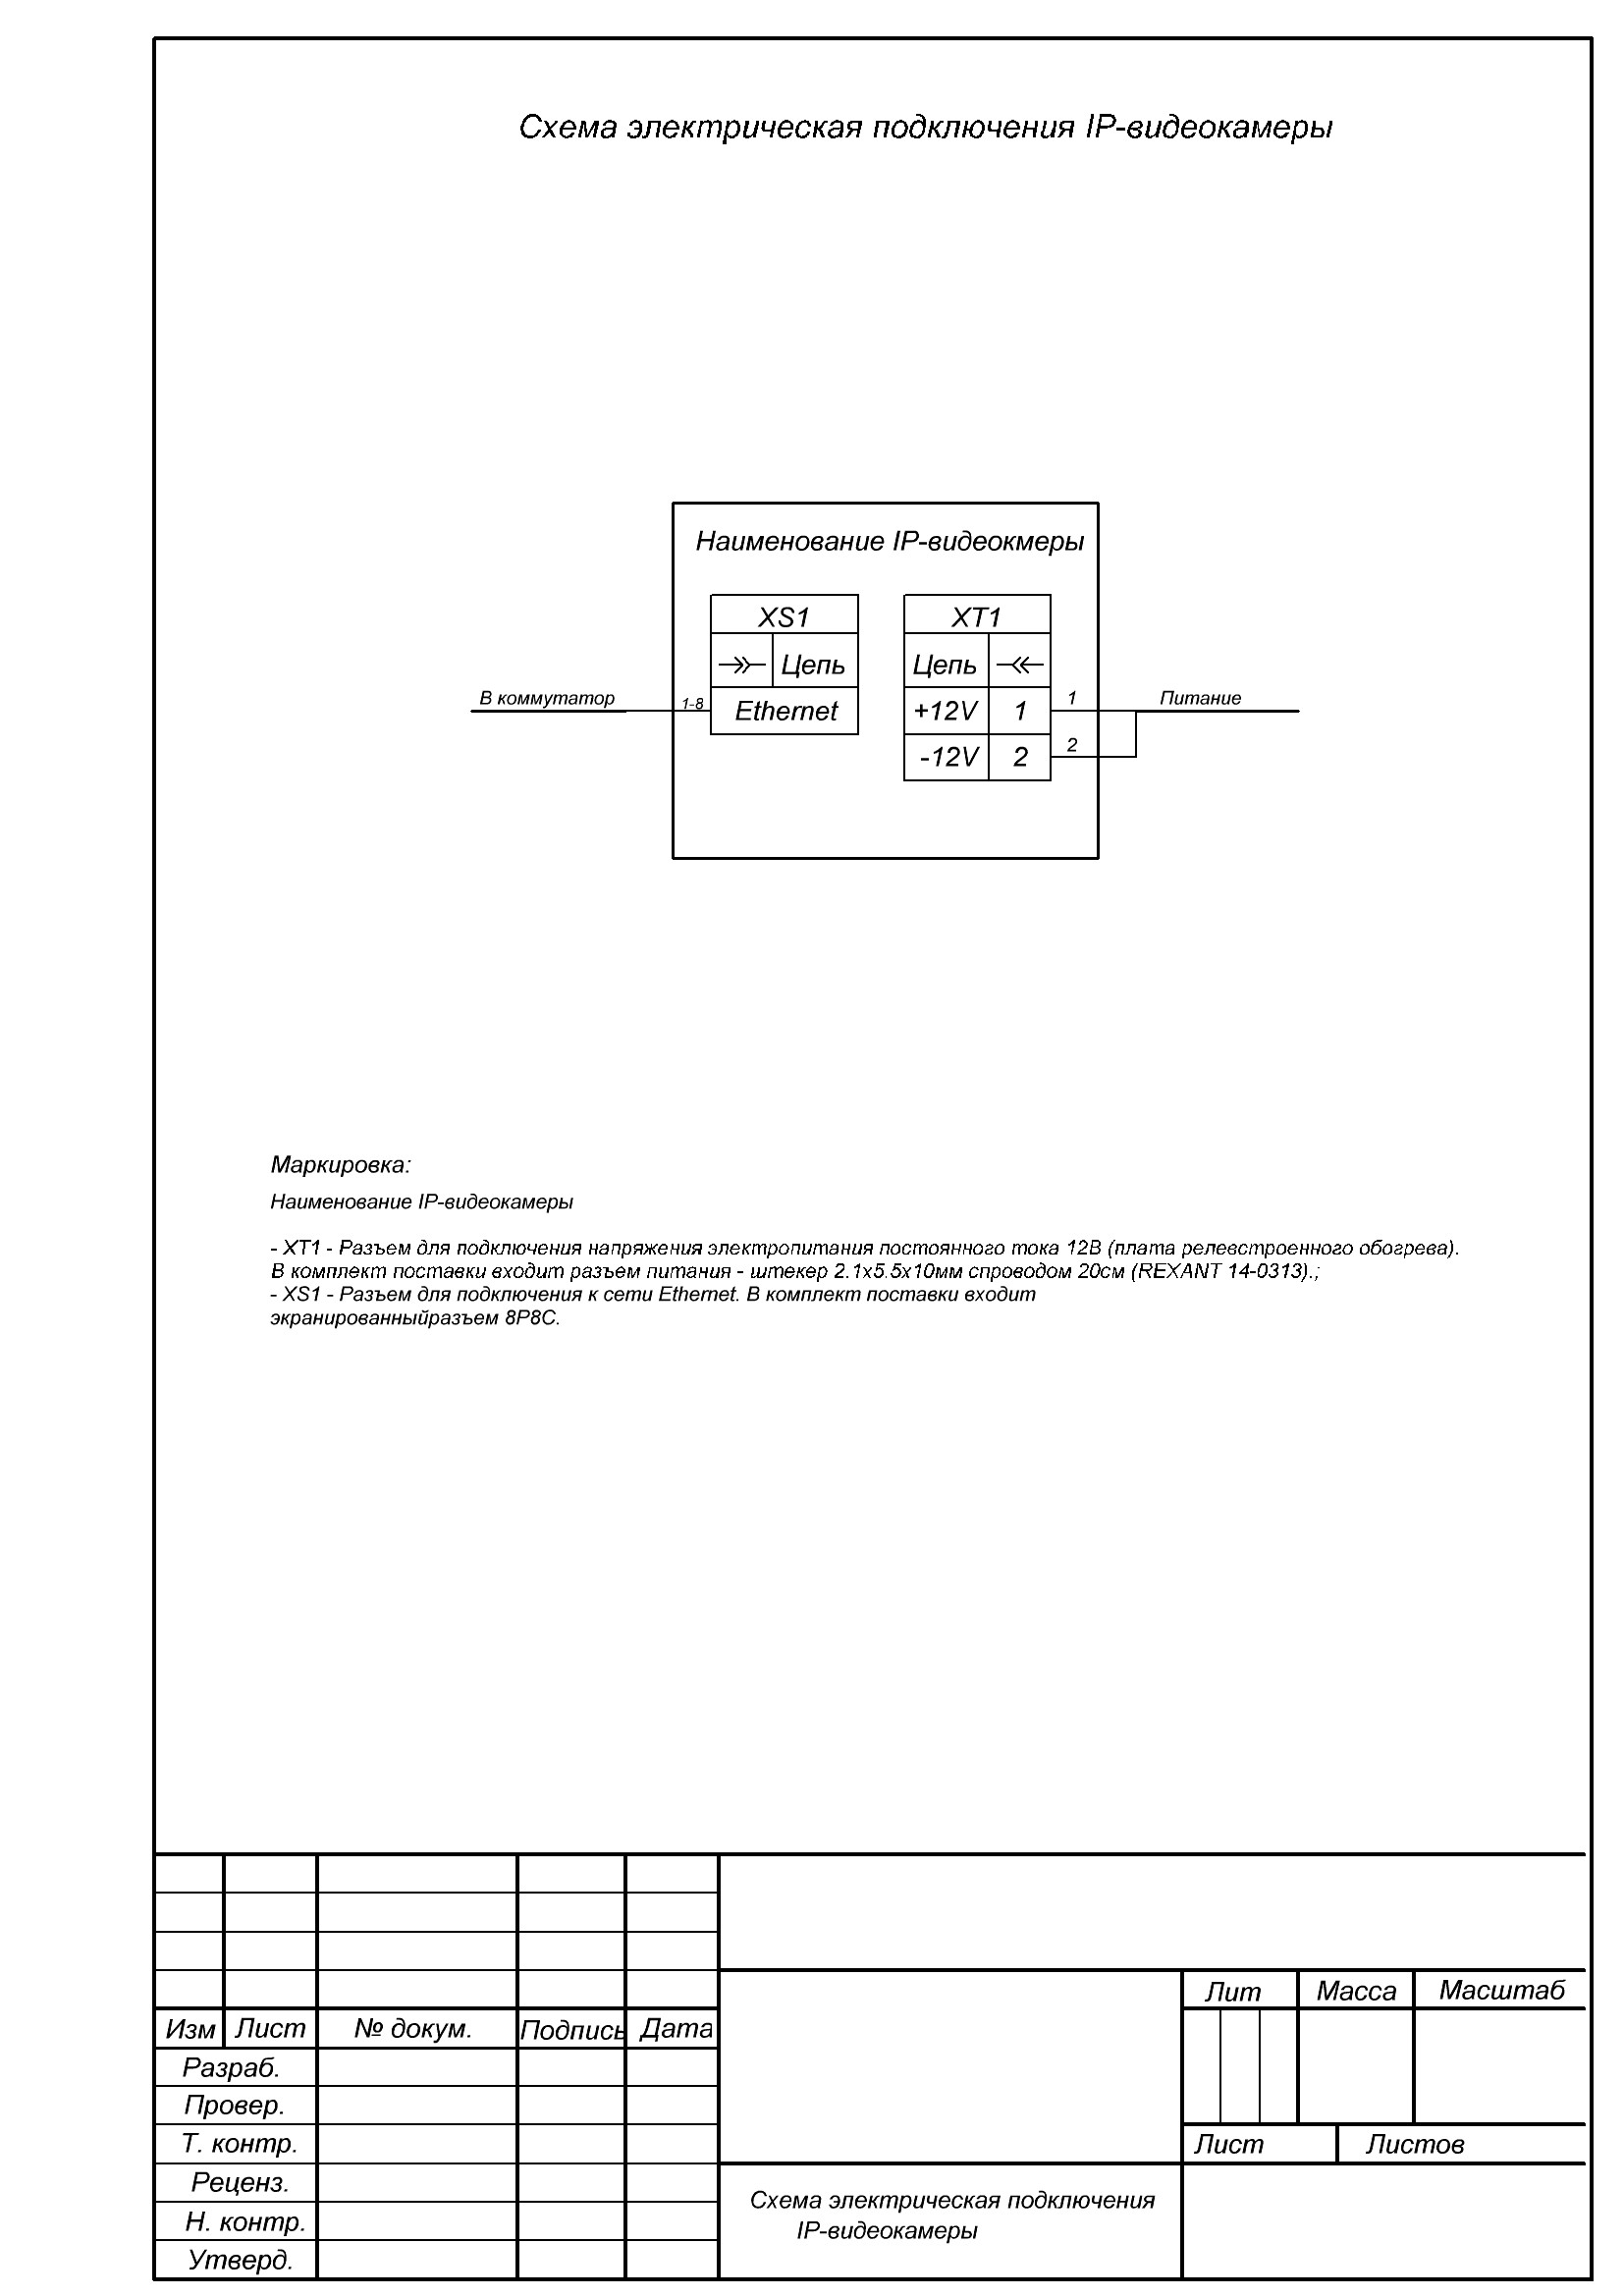 Схема электрическая подключения IP-видеокамеры
Наименование IP-видеокмеры
XS1
Цепь
Ethernet
XT1
Цепь
+12V 1
-12V 2
В коммутатор
1-8
1
2
Питание
Маркировка:
Наименование IP-видеокамеры
- XT1 - Разъем для подключения напряжения электропитания постоянного тока 12В (плата релевстроенного обогрева).
В комплект поставки входит разъем питания - штекер 2.1x5.5x10мм спроводом 20см (REXANT 14-0313).;
- XS1 - Разъем для подключения к сети Ethernet. В комплект поставки входит
экранированныйразъем 8P8C.
Лит Масса Масштаб
Изм Лист № докум. Подпись Дата
Разраб.
Провер.
Т. контр.
Лист Листов
Реценз.
Н. контр.
Утверд.
Схема электрическая подключения
IP-видеокамеры